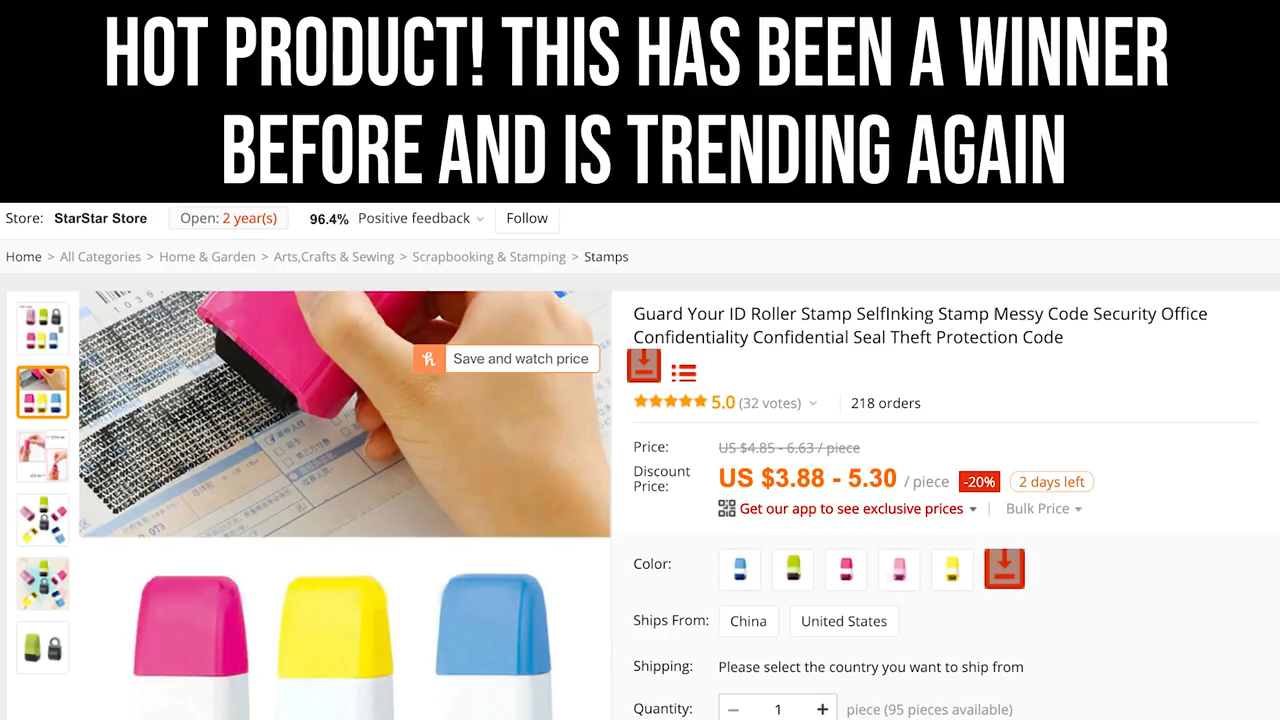 HOT PRODUCT! THIS HAS BEEN A WINNER
BEFORE AND IS TRENDING AGAIN
Store: StarStar Store Open: 2 year(s) 96.4% Positive feedback Follow
Home > All Categories > Home & Garden > Arts,Crafts & Sewing > Scrapbooking & Stamping > Stamps
Guard Your ID Roller Stamp SelfInking Stamp Messy Code Security Office
Confidentiality Confidential Seal Theft Protection Code
Save and watch price
5.0 (32 votes) 218 orders
Price: US $4.85 - 6.63 / piece
Discount
Price: US $3.88 - 5.30 / piece -20% 2 days left
Get our app to see exclusive prices | Bulk Price
073
Color:
Ships From: China United States
Shipping: Please select the country you want to ship from
Quantity: − 1 + piece (95 pieces available)